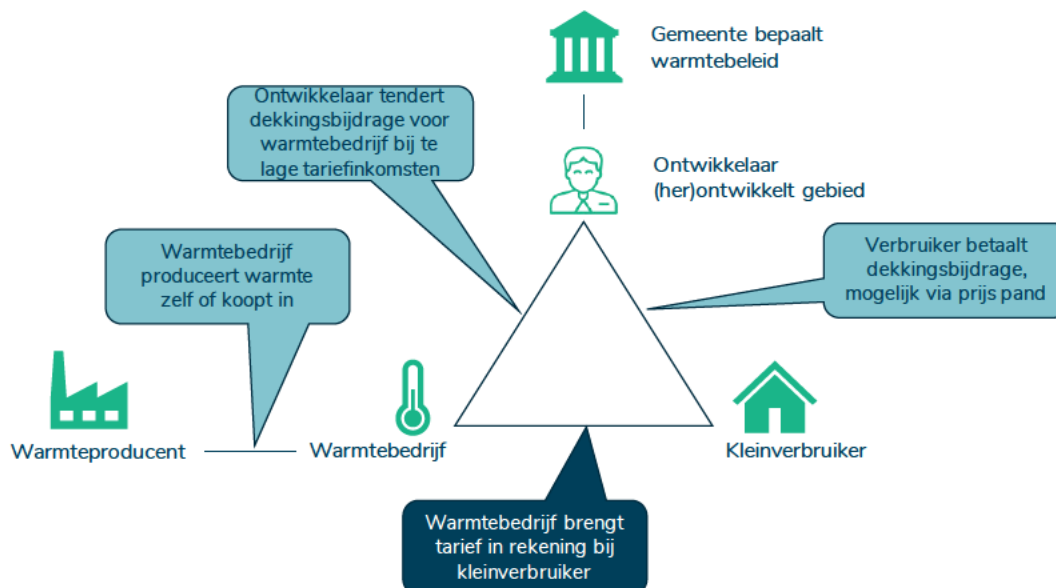 Gemeente bepaalt
warmtebeleid
Ontwikkelaar tendert
dekkingsbijdrage voor
warmtebedrijf bij te
lage tariefinkomsten
Ontwikkelaar
(her)ontwikkelt gebied
Warmtebedrijf
produceert warmte
zelf of koopt in
Verbruiker betaalt
dekkingsbijdrage,
mogelijk via prijs pand
Warmteproducent
Warmtebedrijf
Kleinverbruiker
Warmtebedrijf brengt
tarief in rekening bij
kleinverbruiker